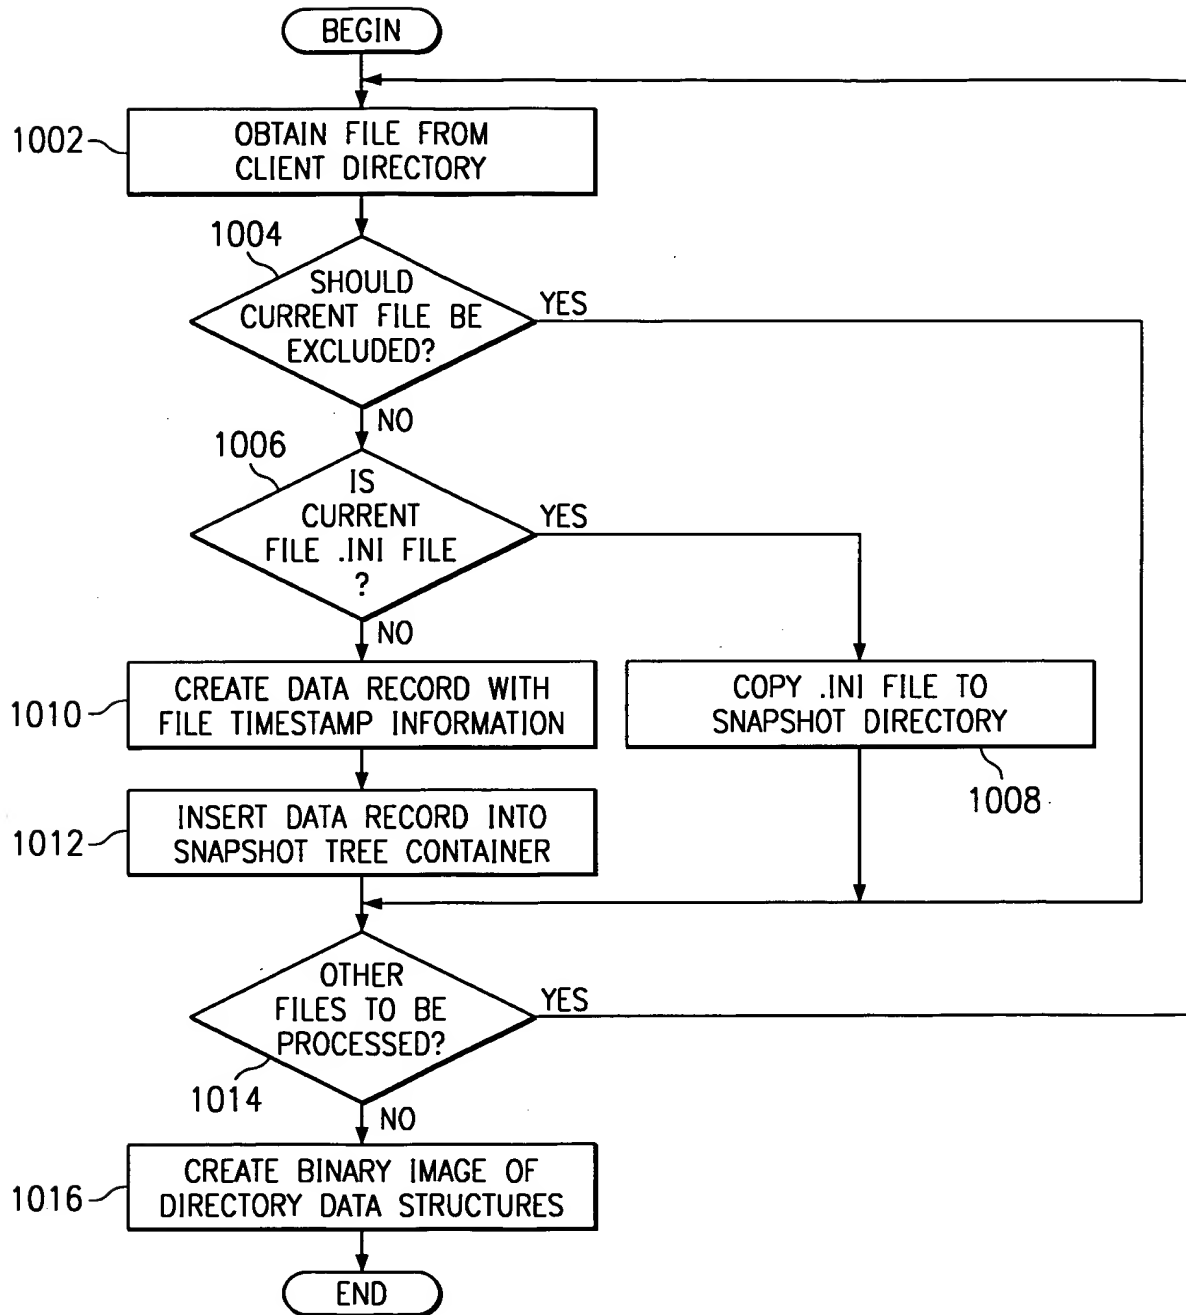 BEGIN
1002
OBTAIN FILE FROM
CLIENT DIRECTORY
1004
SHOULD
CURRENT FILE BE
EXCLUDED?
YES
NO
1006
IS
CURRENT
FILE .INI FILE
?
YES
NO
1010
CREATE DATA RECORD WITH
FILE TIMESTAMP INFORMATION
COPY .INI FILE TO
SNAPSHOT DIRECTORY
1008
1012
INSERT DATA RECORD INTO
SNAPSHOT TREE CONTAINER
OTHER
FILES TO BE
PROCESSED?
YES
1014
NO
1016
CREATE BINARY IMAGE OF
DIRECTORY DATA STRUCTURES
END